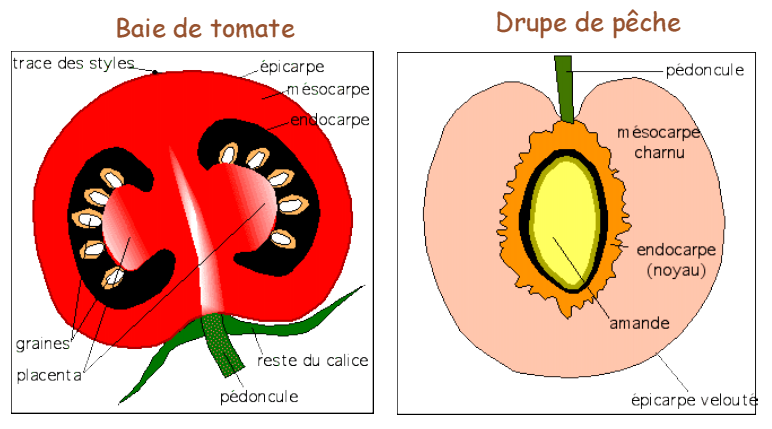 Baie de tomate
trace des styles
épicarpe
mésocarpe
endocarpe
graines
placenta
reste du calice
pédoncule
Drupe de pêche
pédoncule
mésocarpe
charnu
endocarpe
(noyau)
amande
épicarpe velouté